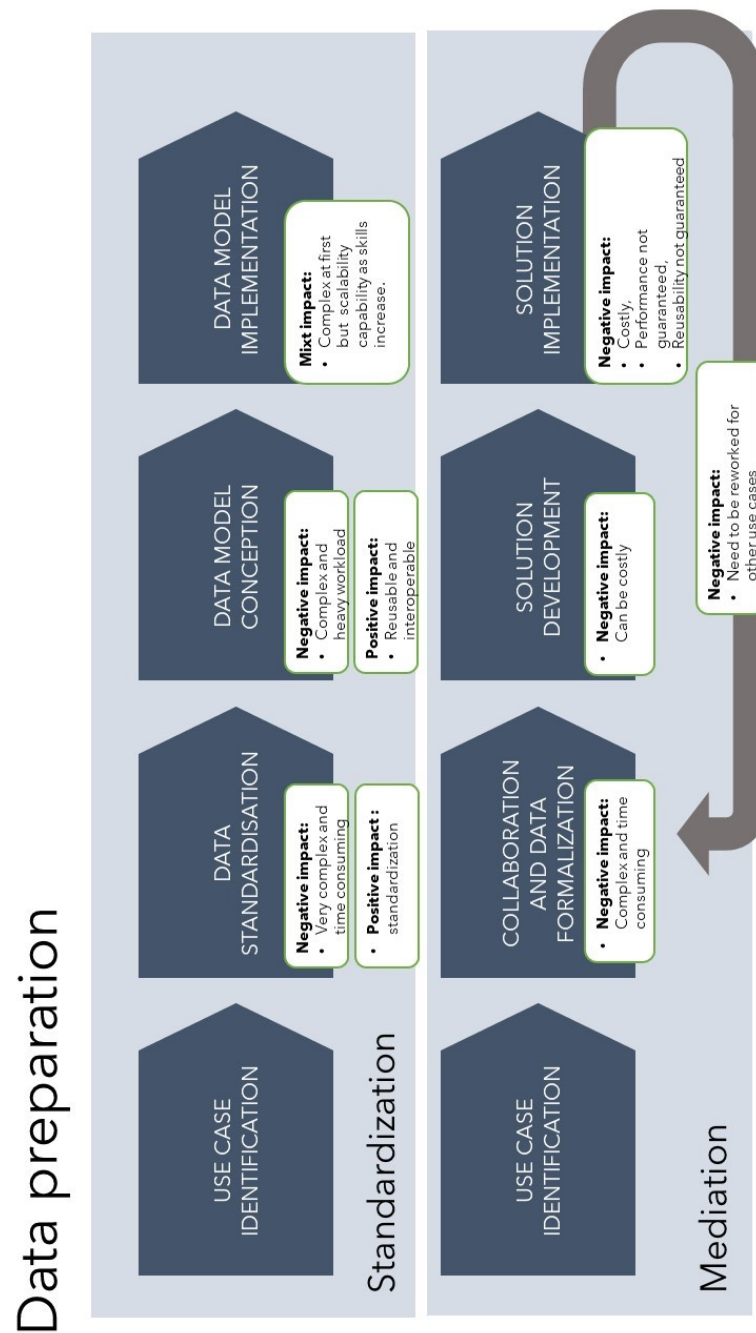 Data preparation
USE CASE
IDENTIFICATION
DATA
STANDARDISATION
Negative impact:
• Very complex and
time consuming
• Positive impact :
standardization
DATA MODEL
CONCEPTION
Negative impact:
• Complex and
heavy workload
Positive impact:
• Reusable and
interoperable
DATA MODEL
IMPLEMENTATION
Mixt impact:
• Complex at first
but scalability
capability as skills
increase.
Standardization
USE CASE
IDENTIFICATION
COLLABORATION
AND DATA
FORMALIZATION
• Negative impact:
Complex and time
consuming
SOLUTION
DEVELOPMENT
• Negative impact:
Can be costly
SOLUTION
IMPLEMENTATION
Negative impact:
• Costly,
• Performance not
guaranteed,
• Reusability not guaranteed
Mediation
Negative impact:
• Need to be reworked for
other use cases